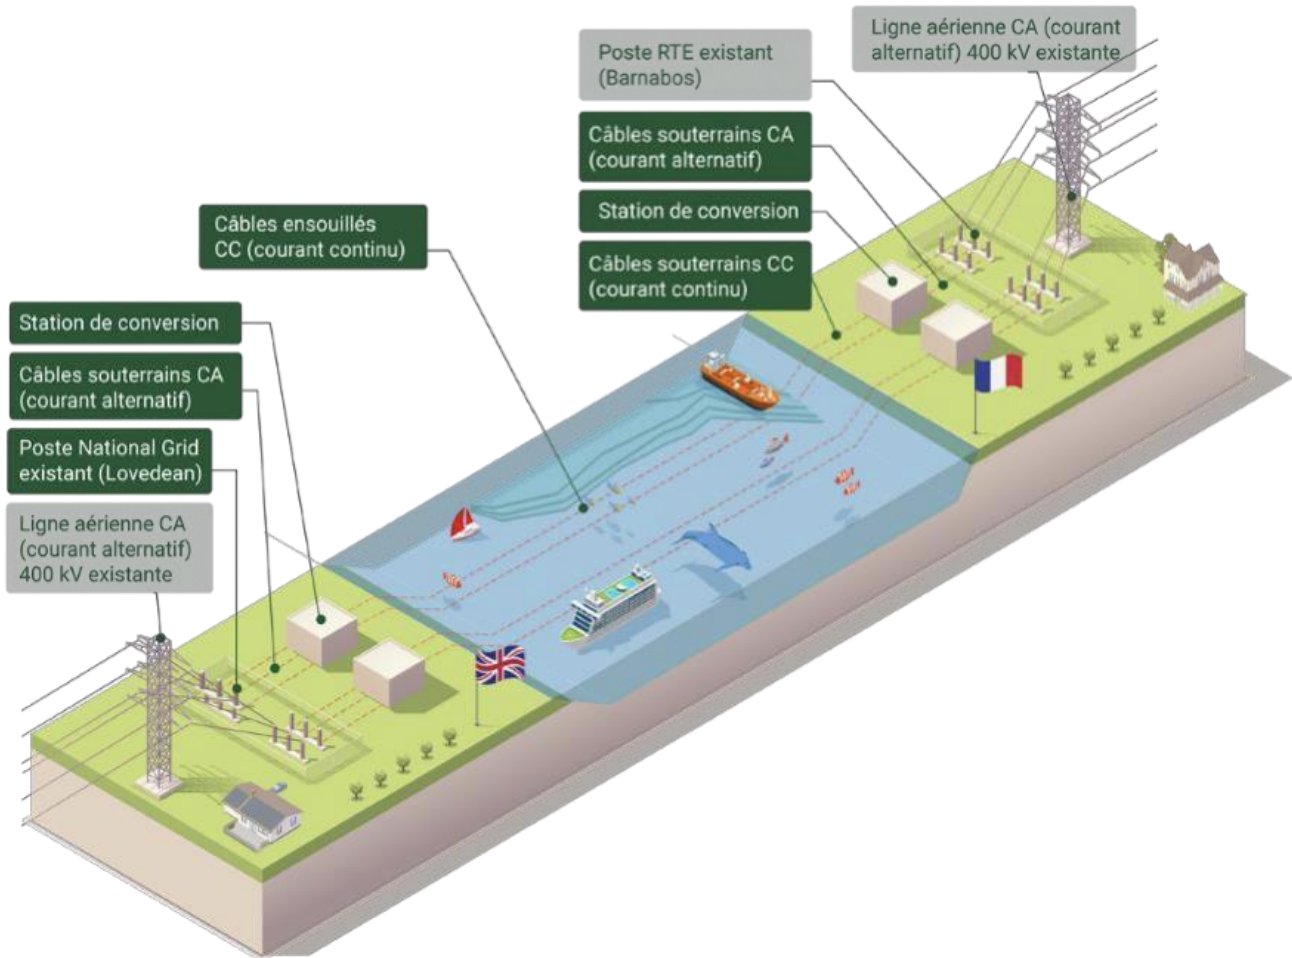 Ligne aérienne CA (courant
alternatif) 400 kV existante
Poste RTE existant
(Barnabos)
Câbles souterrains CA
(courant alternatif)
Station de conversion
Câbles souterrains CC
(courant continu)
Câbles ensouillés
CC (courant continu)
Station de conversion
Câbles souterrains CA
(courant alternatif)
Poste National Grid
existant (Lovedean)
Ligne aérienne CA
(courant alternatif)
400 kV existante